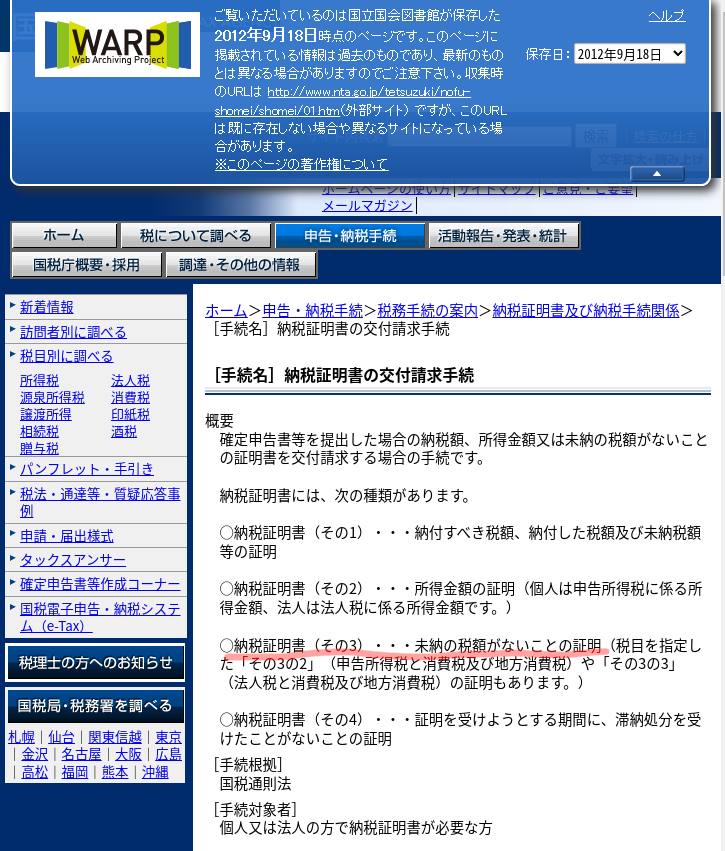 WARP
Web Archiving Project
ご覧いただいているのは国立国会図書館が保存した
2012年9月18日時点のページです。このページに
掲載されている情報は過去のものであり、最新のもの
とは異なる場合がありますのでご注意下さい。収集時
のURLは http://www.nta.go.jp/tetsuzuki/nofu-
shomei/shomei/01.htm(外部サイト) ですが、このURL
は既に存在しない場合や異なるサイトになっている場
合があります。
※このページの著作権について
ヘルプ
保存日：
2012年9月18日
検索
検索の仕方
文字拡大・読み上げ
ホームページの使い方│サイトマップ│ご意見・ご要望│
メールマガジン│
ホーム
税について調べる
申告・納税手続
活動報告・発表・統計
国税庁概要・採用
調達・その他の情報
新着情報
訪問者別に調べる
税目別に調べる
所得税 法人税
源泉所得税 消費税
譲渡所得 印紙税
相続税 酒税
贈与税
パンフレット・手引き
税法・通達等・質疑応答事
例
申請・届出様式
タックスアンサー
確定申告書等作成コーナー
国税電子申告・納税システ
ム（e-Tax）
税理士の方へのお知らせ
国税局・税務署を調べる
札幌｜仙台｜関東信越｜東京
｜金沢｜名古屋｜大阪｜広島
｜高松｜福岡｜熊本｜沖縄
ホーム＞申告・納税手続＞税務手続の案内＞納税証明書及び納税手続関係＞
［手続名］納税証明書の交付請求手続
［手続名］納税証明書の交付請求手続
概要
確定申告書等を提出した場合の納税額、所得金額又は未納の税額がないこと
の証明書を交付請求する場合の手続です。
納税証明書には、次の種類があります。
○納税証明書（その1）・・・納付すべき税額、納付した税額及び未納税額
等の証明
○納税証明書（その2）・・・所得金額の証明（個人は申告所得税に係る所
得金額、法人は法人税に係る所得金額です。）
○納税証明書（その3）・・・未納の税額がないことの証明（税目を指定し
た「その3の2」（申告所得税と消費税及び地方消費税）や「その3の3」
（法人税と消費税及び地方消費税）の証明もあります。）
○納税証明書（その4）・・・証明を受けようとする期間に、滞納処分を受
けたことがないことの証明
［手続根拠］
国税通則法
［手続対象者］
個人又は法人の方で納税証明書が必要な方